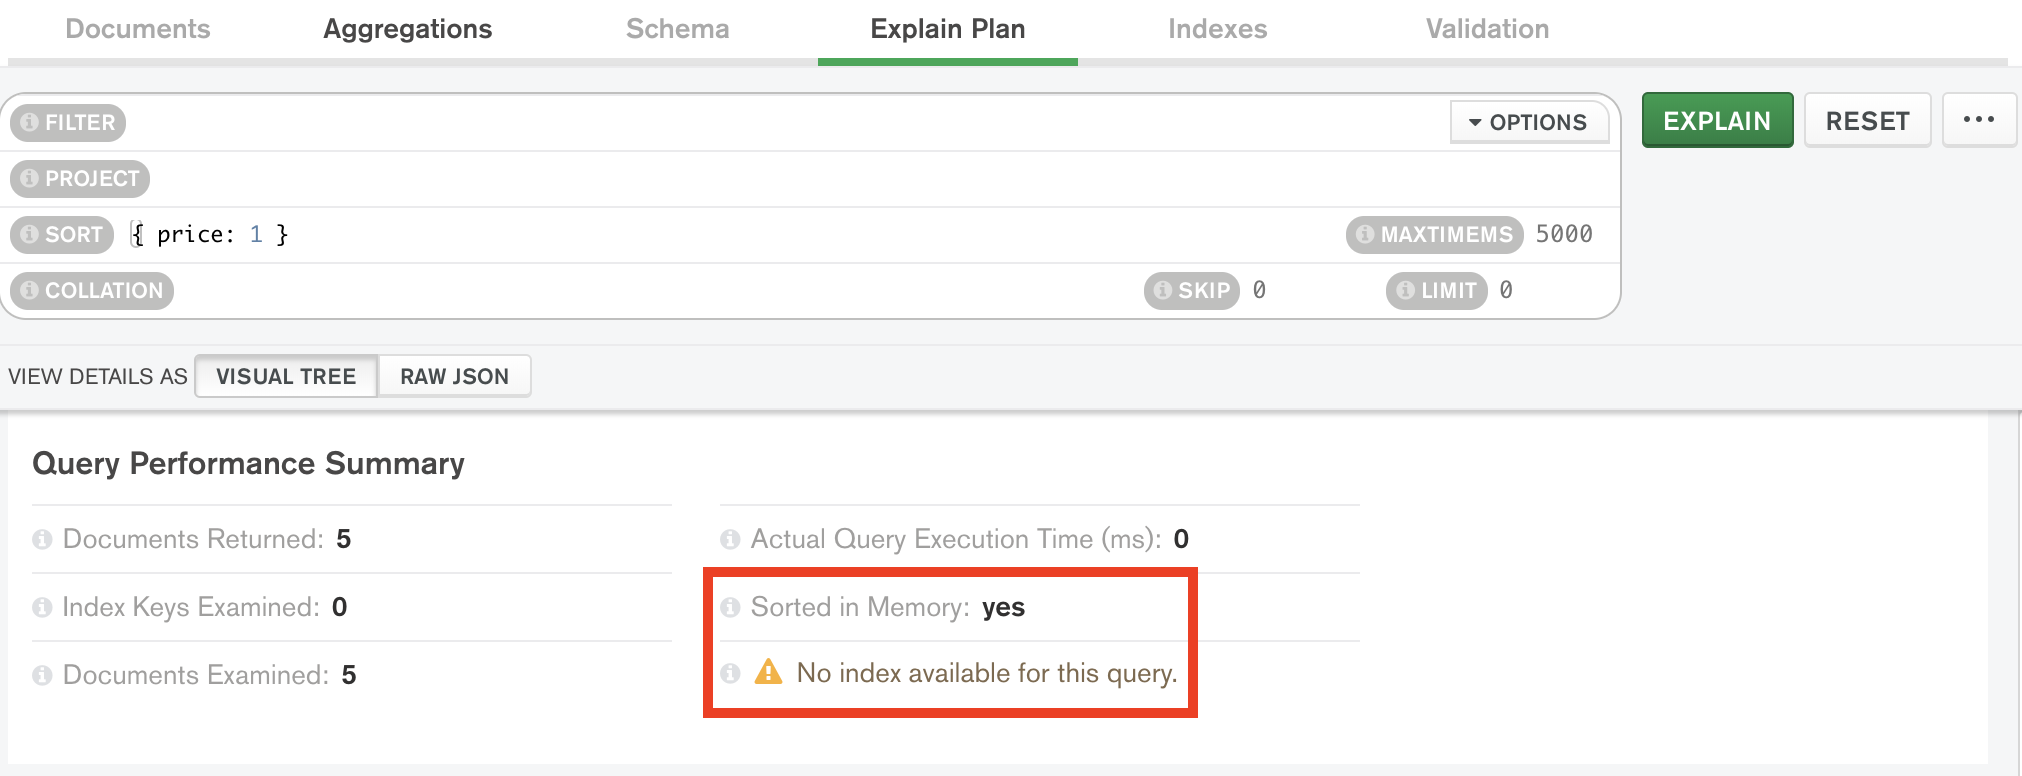 Documents Aggregations Schema Explain Plan Indexes Validation
FILTER OPTIONS EXPLAIN RESET ...
PROJECT
SORT { price: 1 } MAXTIMEMS 5000
COLLATION SKIP 0 LIMIT 0
VIEW DETAILS AS VISUAL TREE RAW JSON
Query Performance Summary
Documents Returned: 5 Actual Query Execution Time (ms): 0
Index Keys Examined: 0 Sorted in Memory: yes
Documents Examined: 5 No index available for this query.